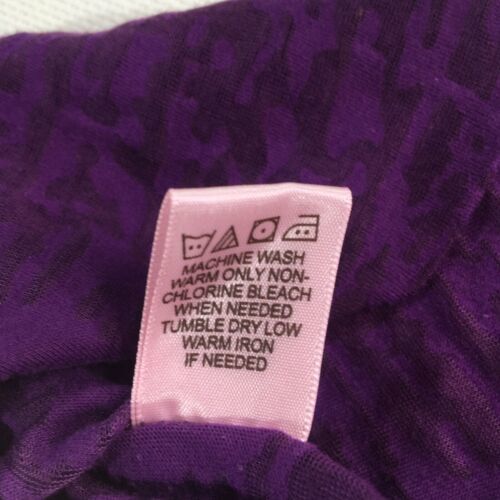 MACHINE WASH
WARM ONLY NON-
CHLORINE BLEACH
WHEN NEEDED
TUMBLE DRY LOW
WARM IRON
IF NEEDED